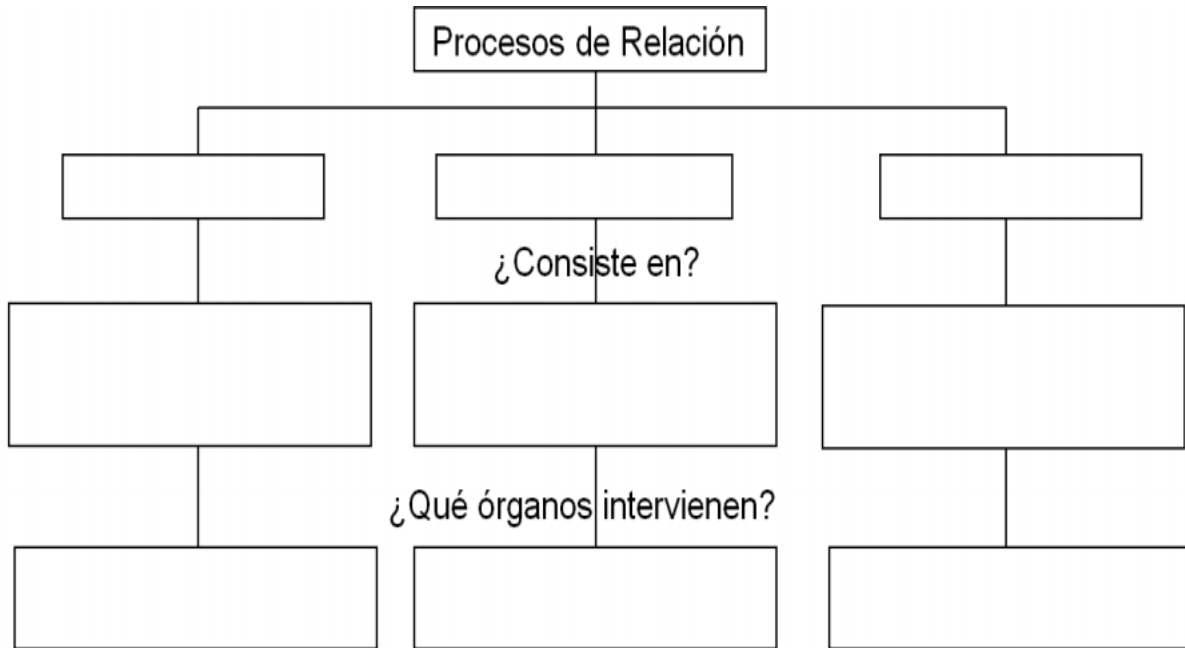 Procesos de Relación
¿Consiste en?
¿Qué órganos intervienen?